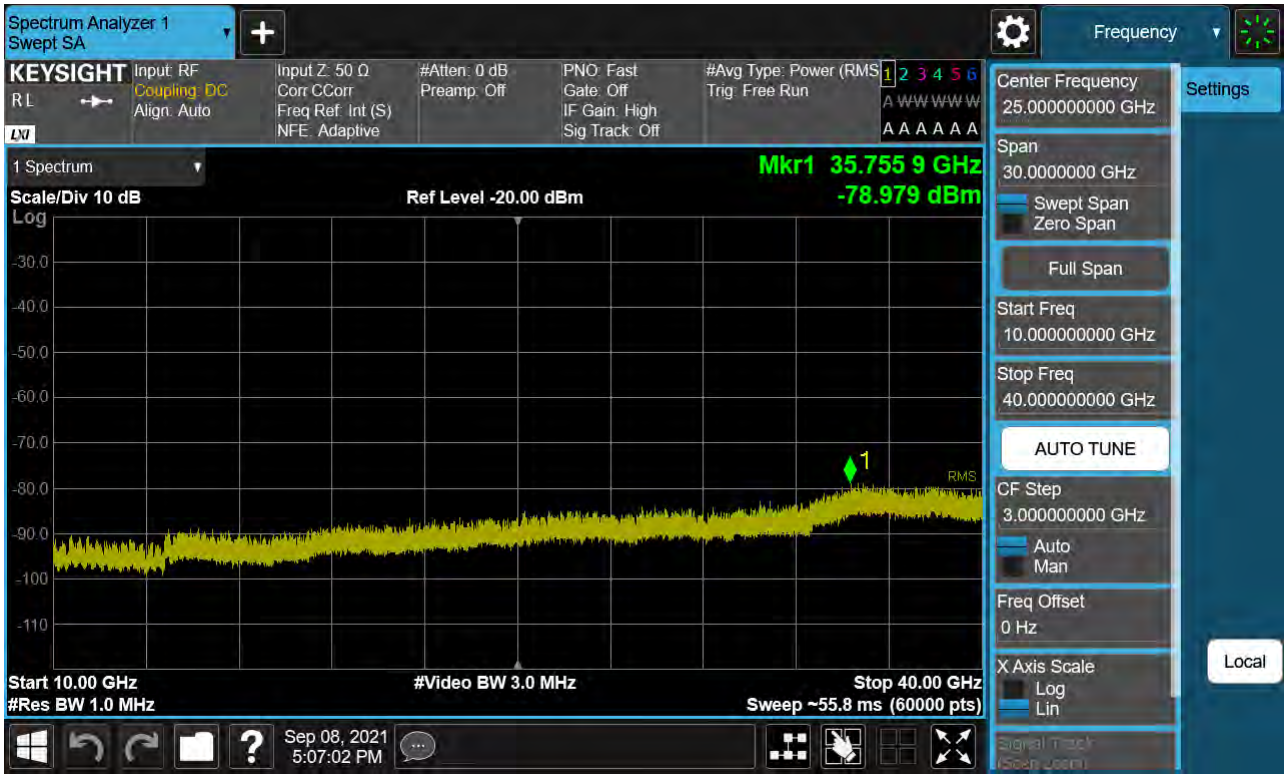 Spectrum Analyzer 1
Swept SA
Frequency
KEYSIGHT
RL
LXI
Input: RF
Coupling: DC
Align: Auto
Input Z: 50 Ω
Corr CCorr
Freq Ref: Int (S)
NFE: Adaptive
#Atten: 0 dB
Preamp: Off
PNO: Fast
Gate: Off
IF Gain: High
Sig Track: Off
#Avg Type: Power (RMS
Trig: Free Run
1 2 3 4 5 6
A W W W W W
A A A A A A
1 Spectrum
Mkr1 35.755 9 GHz
-78.979 dBm
Scale/Div 10 dB
Ref Level -20.00 dBm
Log
-30.0
-40.0
-50.0
-60.0
-70.0
-80.0
-90.0
-100
-110
1
RMS
Start 10.00 GHz
#Video BW 3.0 MHz
Stop 40.00 GHz
#Res BW 1.0 MHz
Sweep ~55.8 ms (60000 pts)
Center Frequency
25.000000000 GHz
Span
30.0000000 GHz
Swept Span
Zero Span
Full Span
Start Freq
10.000000000 GHz
Stop Freq
40.000000000 GHz
AUTO TUNE
CF Step
3.000000000 GHz
Auto
Man
Freq Offset
0 Hz
X Axis Scale
Log
Lin
Signal Track
(Span Zoom)
Settings
Local
?
Sep 08, 2021
5:07:02 PM